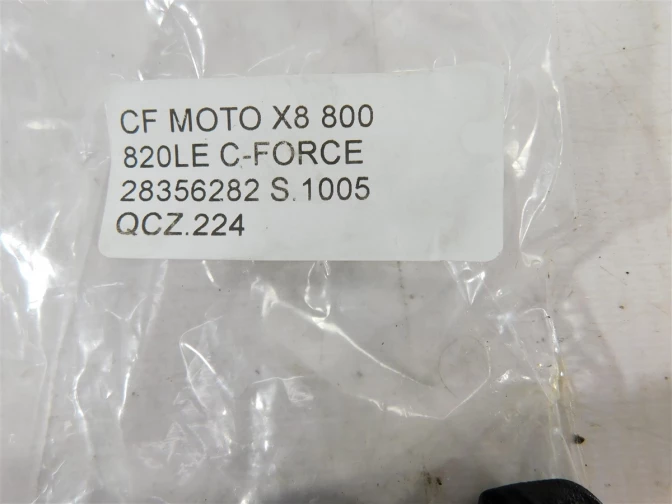 CF MOTO X8 800
820LE C-FORCE
28356282 S.1005
QCZ.224